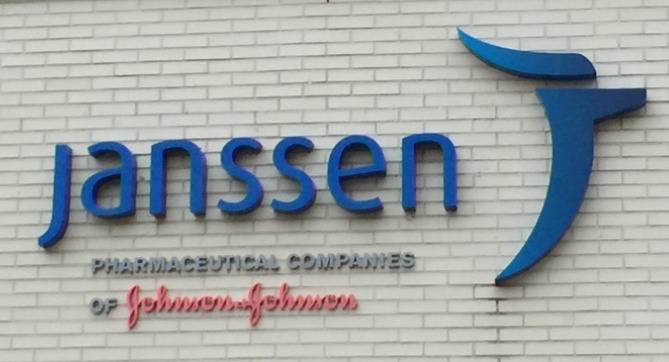 janssen
PHARMACEUTICAL COMPANIES
OF Johnson & Johnson